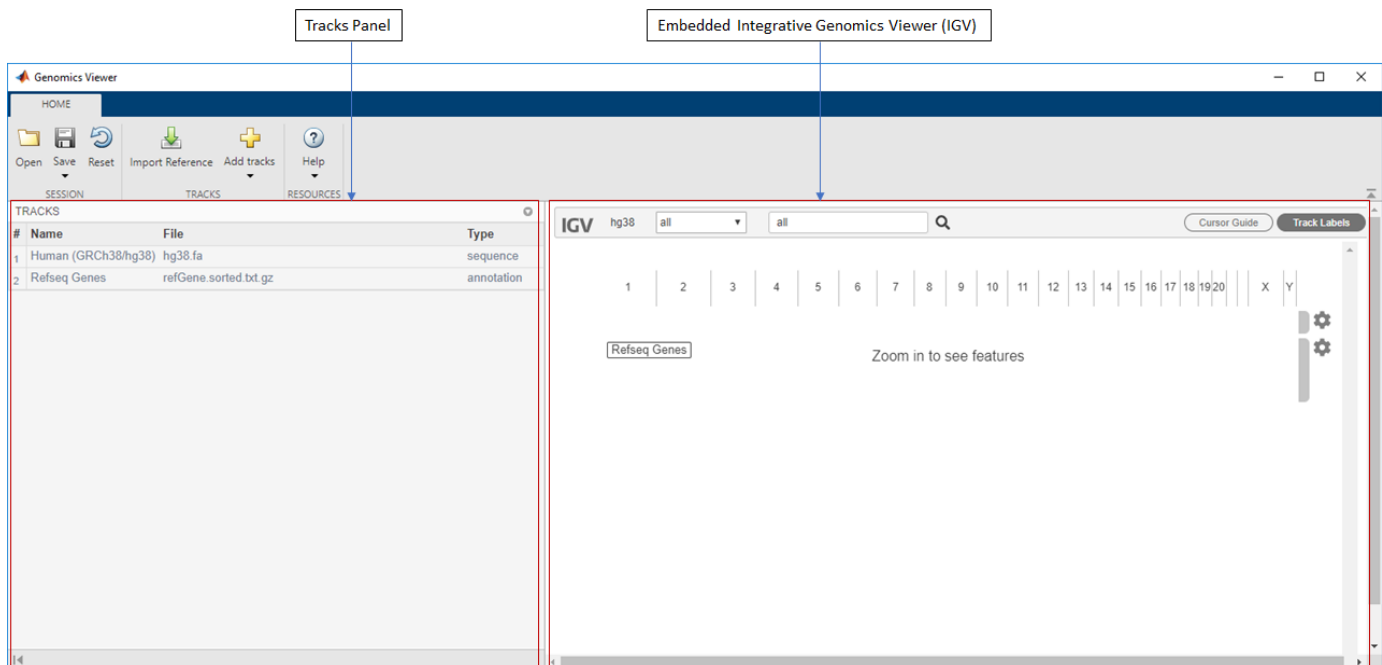 Tracks Panel
Embedded Integrative Genomics Viewer (IGV)
Genomics Viewer
HOME
Open Save Reset Import Reference Add tracks Help
SESSION TRACKS RESOURCES
TRACKS
# Name File Type
1 Human (GRCh38/hg38) hg38.fa sequence
2 Refseq Genes refGene.sorted.txt.gz annotation
IGV hg38 all all Cursor Guide Track Labels
1 2 3 4 5 6 7 8 9 10 11 12 13 14 15 16 17 18 19 20 X Y
Refseq Genes
Zoom in to see features